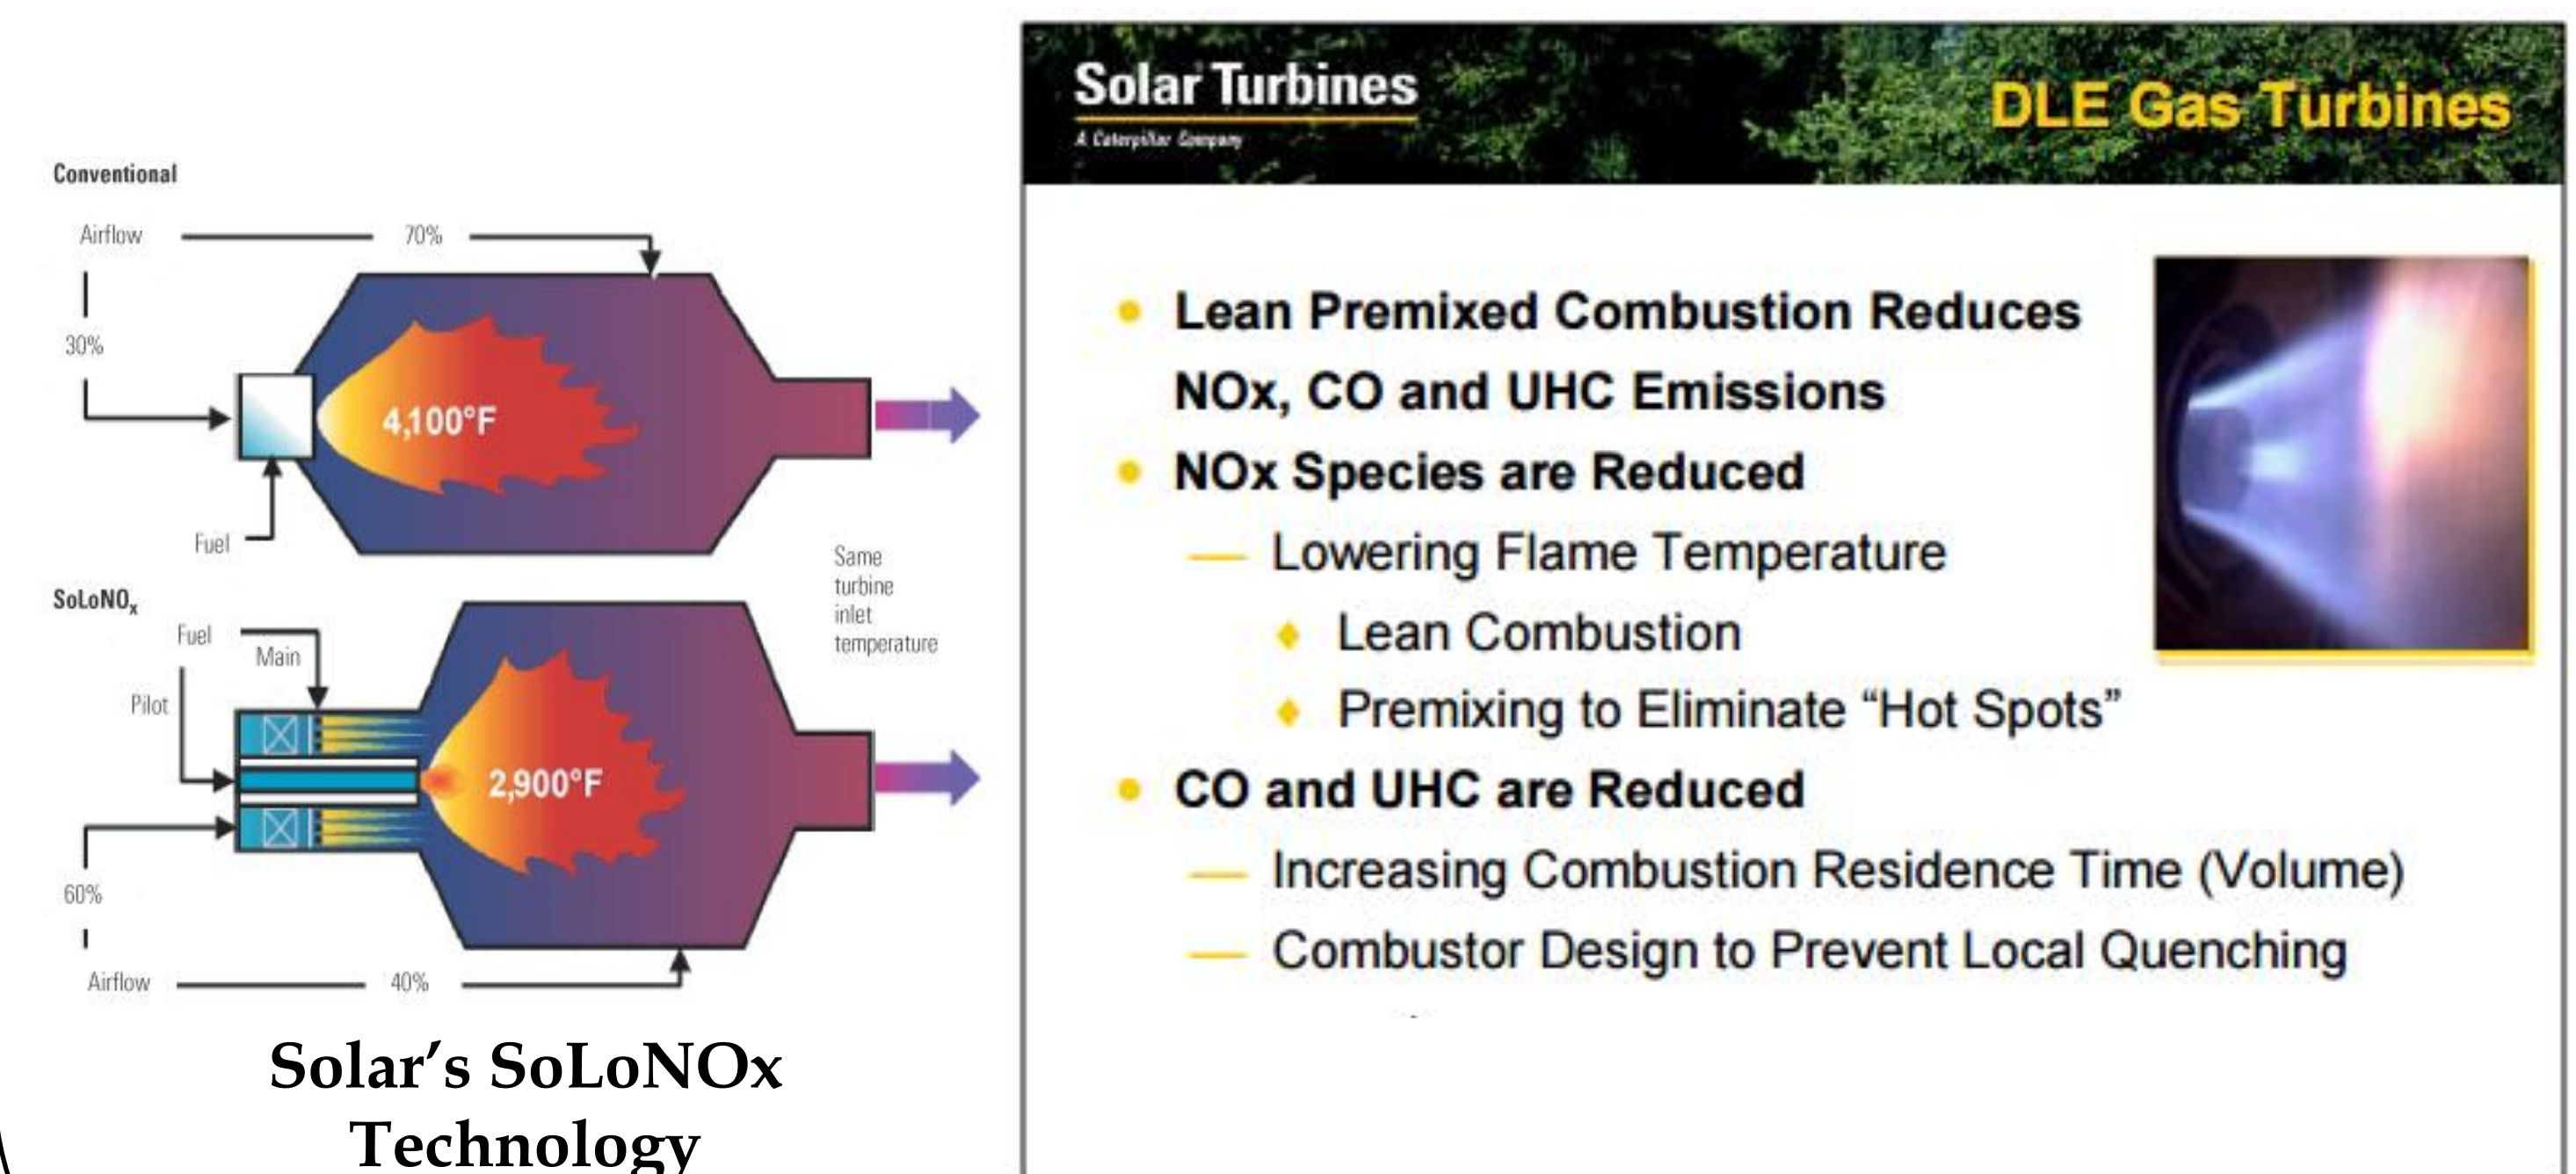 Conventional
Airflow
70%
30%
4,100°F
Fuel
Same
turbine
inlet
temperature
SoLoNOx
Fuel
Main
Pilot
2,900°F
60%
Airflow
40%
Solar's SoLoNOx
Technology
Solar Turbines
A Caterpillar Company
DLE Gas Turbines
Lean Premixed Combustion Reduces
NOx, CO and UHC Emissions
NOx Species are Reduced
Lowering Flame Temperature
Lean Combustion
Premixing to Eliminate “Hot Spots”
CO and UHC are Reduced
Increasing Combustion Residence Time (Volume)
Combustor Design to Prevent Local Quenching